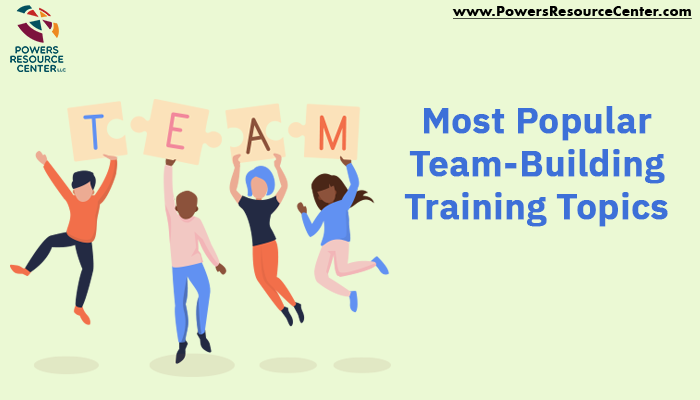 POWERS
RESOURCE
CENTER LLC
www.PowersResourceCenter.com
T E A M
Most Popular
Team-Building
Training Topics